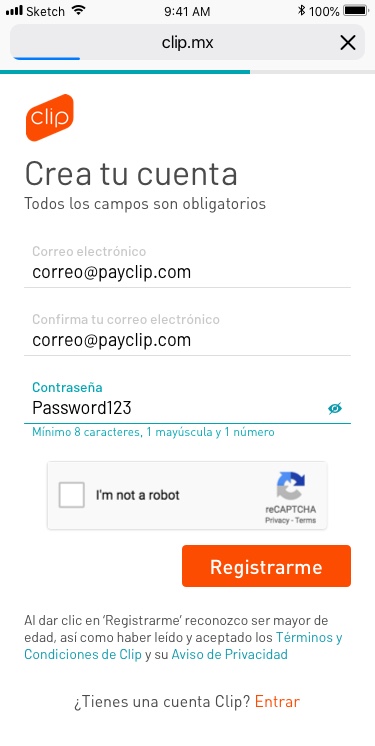 Sketch 9:41 AM 100%
clip.mx
clip
Crea tu cuenta
Todos los campos son obligatorios
Correo electrónico
correo@payclip.com
Confirma tu correo electrónico
correo@payclip.com
Contraseña
Password123
Mínimo 8 caracteres, 1 mayúscula y 1 número
I'm not a robot
reCAPTCHA
Privacy - Terms
Registrarme
Al dar clic en ‘Registrarme’ reconozco ser mayor de
edad, así como haber leído y aceptado los Términos y
Condiciones de Clip y su Aviso de Privacidad
¿Tienes una cuenta Clip? Entrar